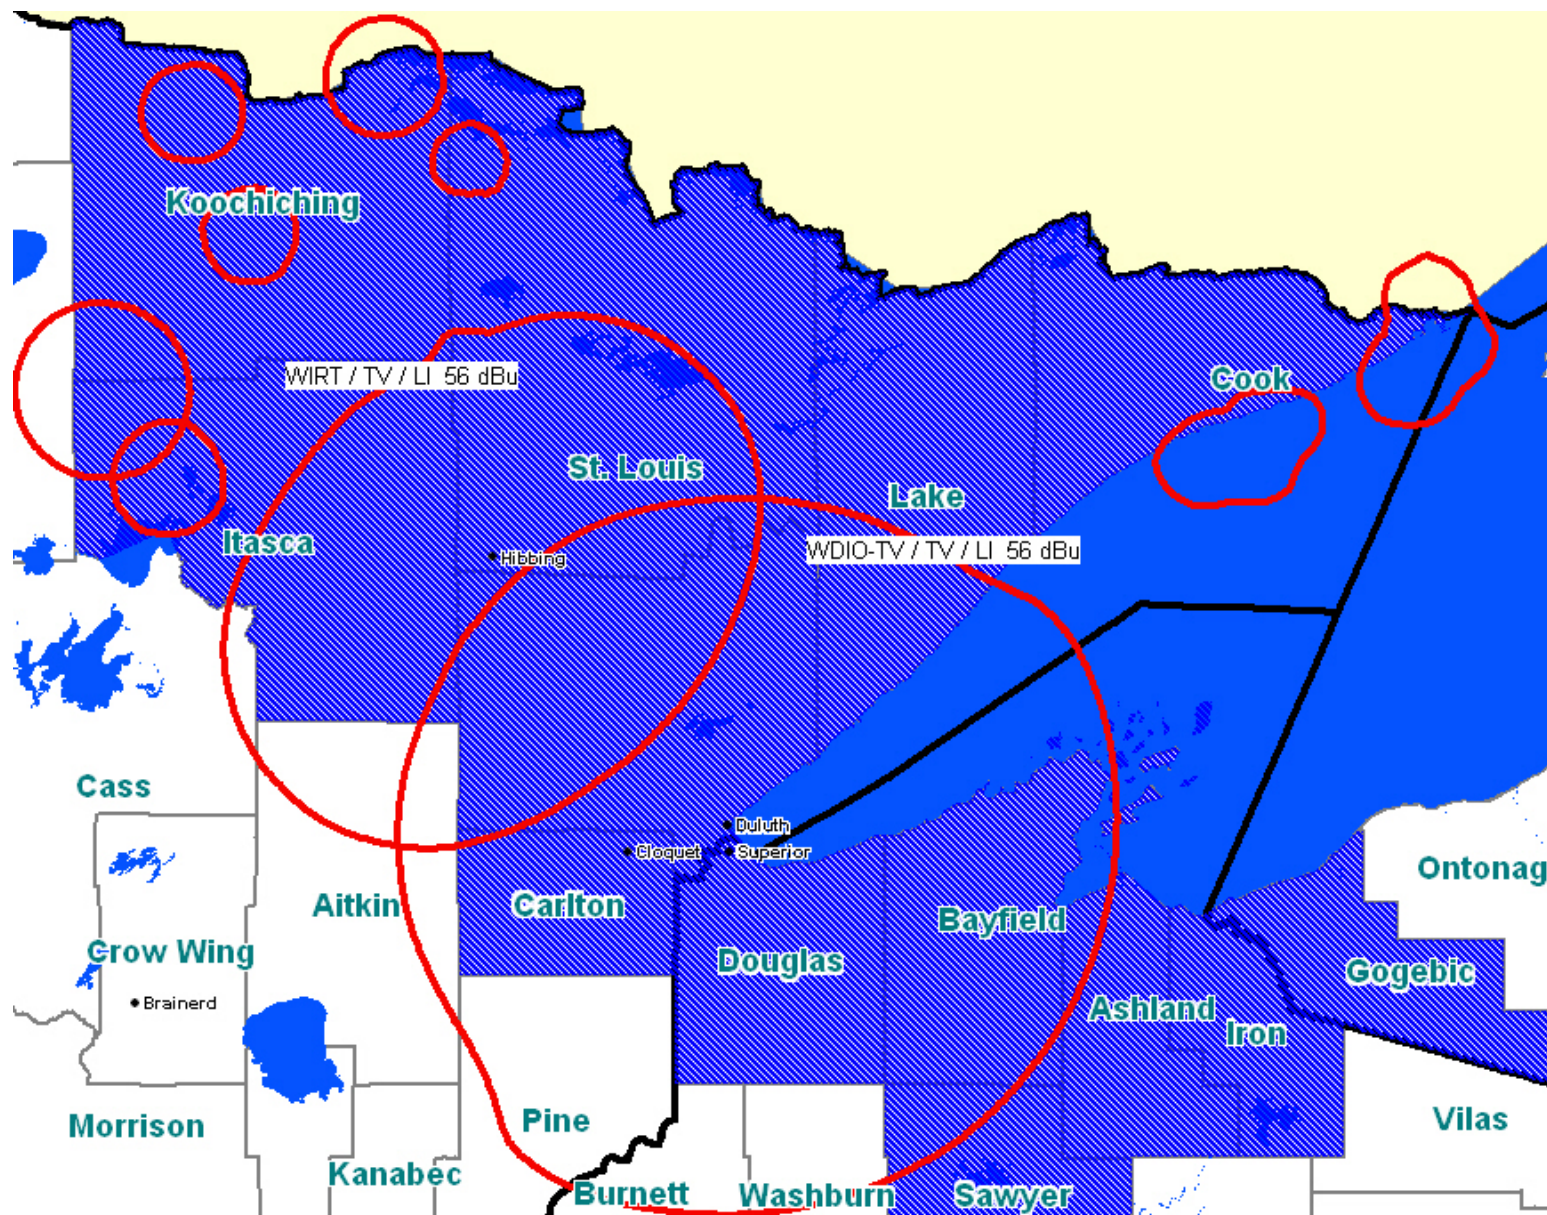 Koochiching
WIRT / TV / LI 56 dBu
Cook
St. Louis
Lake
Itasca
Hibbing
WDIO-TV / TV / LI 56 dBu
Cass
Duluth
Cloquet
Superior
Ontonag
Aitkin
Carlton
Bayfield
Crow Wing
Douglas
Gogebic
Brainerd
Ashland
Iron
Morrison
Pine
Vilas
Kanabec
Burnett
Washburn
Sawyer